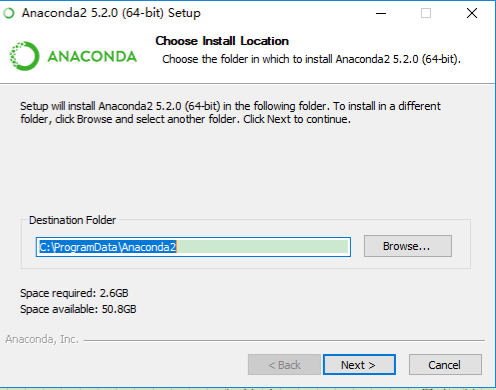 Anaconda2 5.2.0 (64-bit) Setup
ANACONDA
Choose Install Location
Choose the folder in which to install Anaconda2 5.2.0 (64-bit).
Setup will install Anaconda2 5.2.0 (64-bit) in the following folder. To install in a different
folder, click Browse and select another folder. Click Next to continue.
Destination Folder
C:\ProgramData\Anaconda2
Browse...
Space required: 2.6GB
Space available: 50.8GB
Anaconda, Inc.
< Back
Next >
Cancel